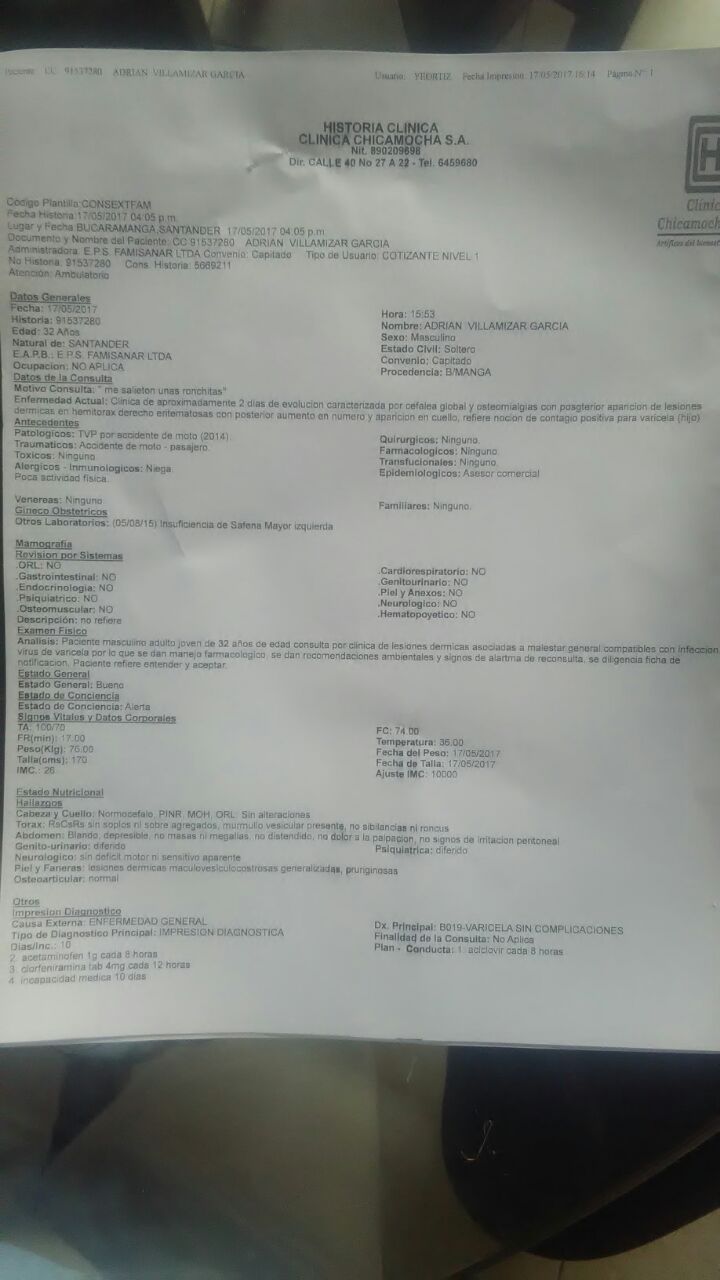 Paciente: CC 91537280 ADRIAN VILLAMIZAR GARCIA Usuario: YEORTIZ Fecha Impresion: 17/05/2017 16:14 Página N°: 1
HISTORIA CLINICA
CLINICA CHICAMOCHA S.A.
Nit. 890209698
Dir. CALLE 40 No 27 A 22 - Tel. 6459680
H
Clínic
Chicamoch
Artífices del bienest
Codigo Plantilla:CONSEXTFAM
Fecha Historia:17/05/2017 04:05 p.m.
Lugar y Fecha BUCARAMANGA,SANTANDER 17/05/2017 04:05 p.m.
Documento y Nombre del Paciente: CC 91537280 ADRIAN VILLAMIZAR GARCIA
Administradora: E.P.S. FAMISANAR LTDA Convenio: Capitado Tipo de Usuario: COTIZANTE NIVEL 1
No Historia: 91537280 Cons. Historia: 5669211
Atención: Ambulatorio
Datos Generales
Fecha: 17/05/2017 Hora: 15:53
Historia: 91537280 Nombre: ADRIAN VILLAMIZAR GARCIA
Edad: 32 Años Sexo: Masculino
Natural de: SANTANDER Estado Civil: Soltero
E.A.P.B.: E.P.S. FAMISANAR LTDA Convenio: Capitado
Ocupacion: NO APLICA Procedencia: B/MANGA
Datos de la Consulta
Motivo Consulta: " me salieton unas ronchitas"
Enfermedad Actual: Clinica de aproximadamente 2 dias de evolucion caracterizada por cefalea global y osteomialgias con posgterior aparicion de lesiones
dermicas en hemitorax derecho eritematosas con posterior aumento en numero y aparicion en cuello, refiere nocion de contagio positiva para varicela (hijo)
Antecedentes
Patologicos: TVP por accidente de moto (2014). Quirurgicos: Ninguno.
Traumaticos: Accidente de moto - pasajero. Farmacologicos: Ninguno.
Toxicos: Ninguno Transfucionales: Ninguno.
Alergicos - Inmunologicos: Niega. Epidemiologicos: Asesor comercial
Poca actividad fisica.
Venereas: Ninguno. Familiares: Ninguno.
Gineco Obstetricos
Otros Laboratorios: (05/08/15) Insuficiencia de Safena Mayor izquierda
Mamografia
Revision por Sistemas
.ORL: NO .Cardiorespiratorio: NO
.Gastrointestinal: NO .Genitourinario: NO
.Endocrinologia: NO .Piel y Anexos: NO
.Psiquiatrico: NO .Neurologico: NO
.Osteomuscular: NO .Hematopoyetico: NO
Descripción: no refiere
Examen Fisico
Analisis: Paciente masculino adulto joven de 32 años de edad consulta por clinica de lesiones dermicas asociadas a malestar general compatibles con infeccion
virus de varicela por lo que se dan manejo farmacologico, se dan recomendaciones ambientales y signos de alartma de reconsulta, se diligencia ficha de
notificacion. Paciente refiere entender y aceptar.
Estado General
Estado General: Bueno
Estado de Conciencia
Estado de Conciencia: Alerta
Signos Vitales y Datos Corporales
TA: 100/70 FC: 74.00
FR(min): 17.00 Temperatura: 36.00
Peso(Klg): 76.00 Fecha del Peso: 17/05/2017
Talla(cms): 170 Fecha de Talla: 17/05/2017
IMC.: 26 Ajuste IMC: 10000
Estado Nutricional
Hallazgos
Cabeza y Cuello: Normocefalo, PINR, MOH, ORL: Sin alteraciones
Torax: RsCsRs sin soplos ni sobre agregados, murmullo vesicular presente, no sibilancias ni roncus
Abdomen: Blando, depresible, no masas ni megalias, no distendido, no dolor a la palpacion, no signos de irritacion peritoneal
Genito-urinario: diferido Psiquiatrica: diferido
Neurologico: sin deficit motor ni sensitivo aparente
Piel y Faneras: lesiones dermicas maculovesiculocostrosas generalizadas, pruriginosas
Osteoarticular: normal
Otros
Impresion Diagnostico
Causa Externa: ENFERMEDAD GENERAL Dx. Principal: B019-VARICELA SIN COMPLICACIONES
Tipo de Diagnostico Principal: IMPRESION DIAGNOSTICA Finalidad de la Consulta: No Aplica
Dias/Inc.: 10 Plan - Conducta: 1. aciclovir cada 8 horas
2. acetaminofen 1g cada 8 horas
3. clorfeniramina tab 4mg cada 12 horas
4. incapacidad medica 10 dias